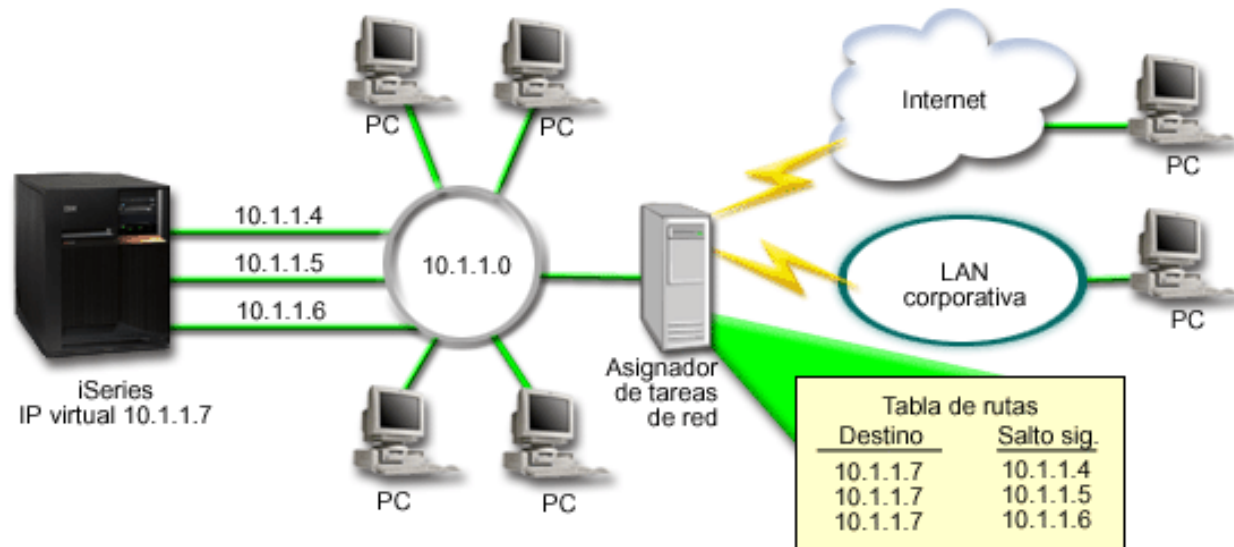 PC
PC
Internet
PC
10.1.1.4
10.1.1.5
10.1.1.6
10.1.1.0
LAN
corporativa
PC
iSeries
IP virtual 10.1.1.7
Asignador
de tareas
de red
PC
PC
Tabla de rutas
Destino Salto sig.
10.1.1.7 10.1.1.4
10.1.1.7 10.1.1.5
10.1.1.7 10.1.1.6